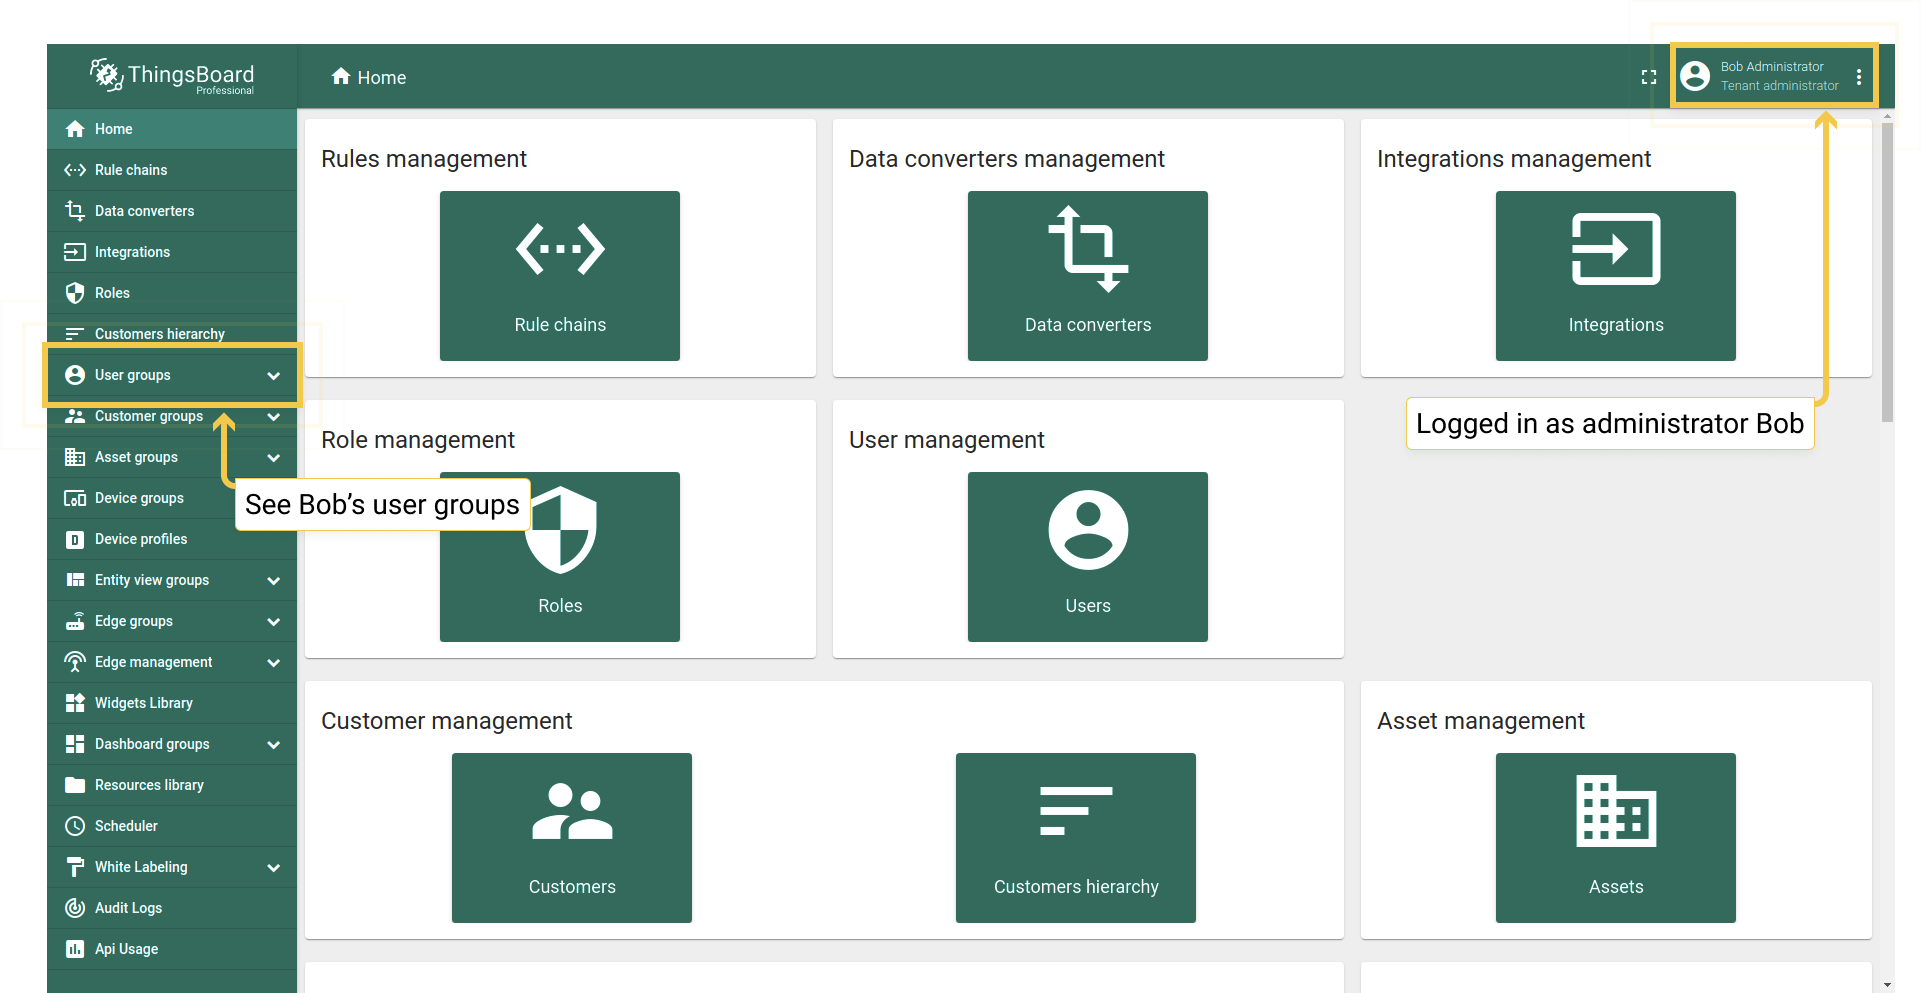 ThingsBoard
Professional
Home
Bob Administrator
Tenant administrator
Home
Rule chains
Data converters
Integrations
Roles
Customers hierarchy
User groups
Customer groups
Asset groups
Device groups
Device profiles
Entity view groups
Edge groups
Edge management
Widgets Library
Dashboard groups
Resources library
Scheduler
White Labeling
Audit Logs
Api Usage
See Bob’s user groups
Logged in as administrator Bob
Rules management
Rule chains
Data converters management
Data converters
Integrations management
Integrations
Role management
Roles
User management
Users
Customer management
Customers
Customers hierarchy
Asset management
Assets